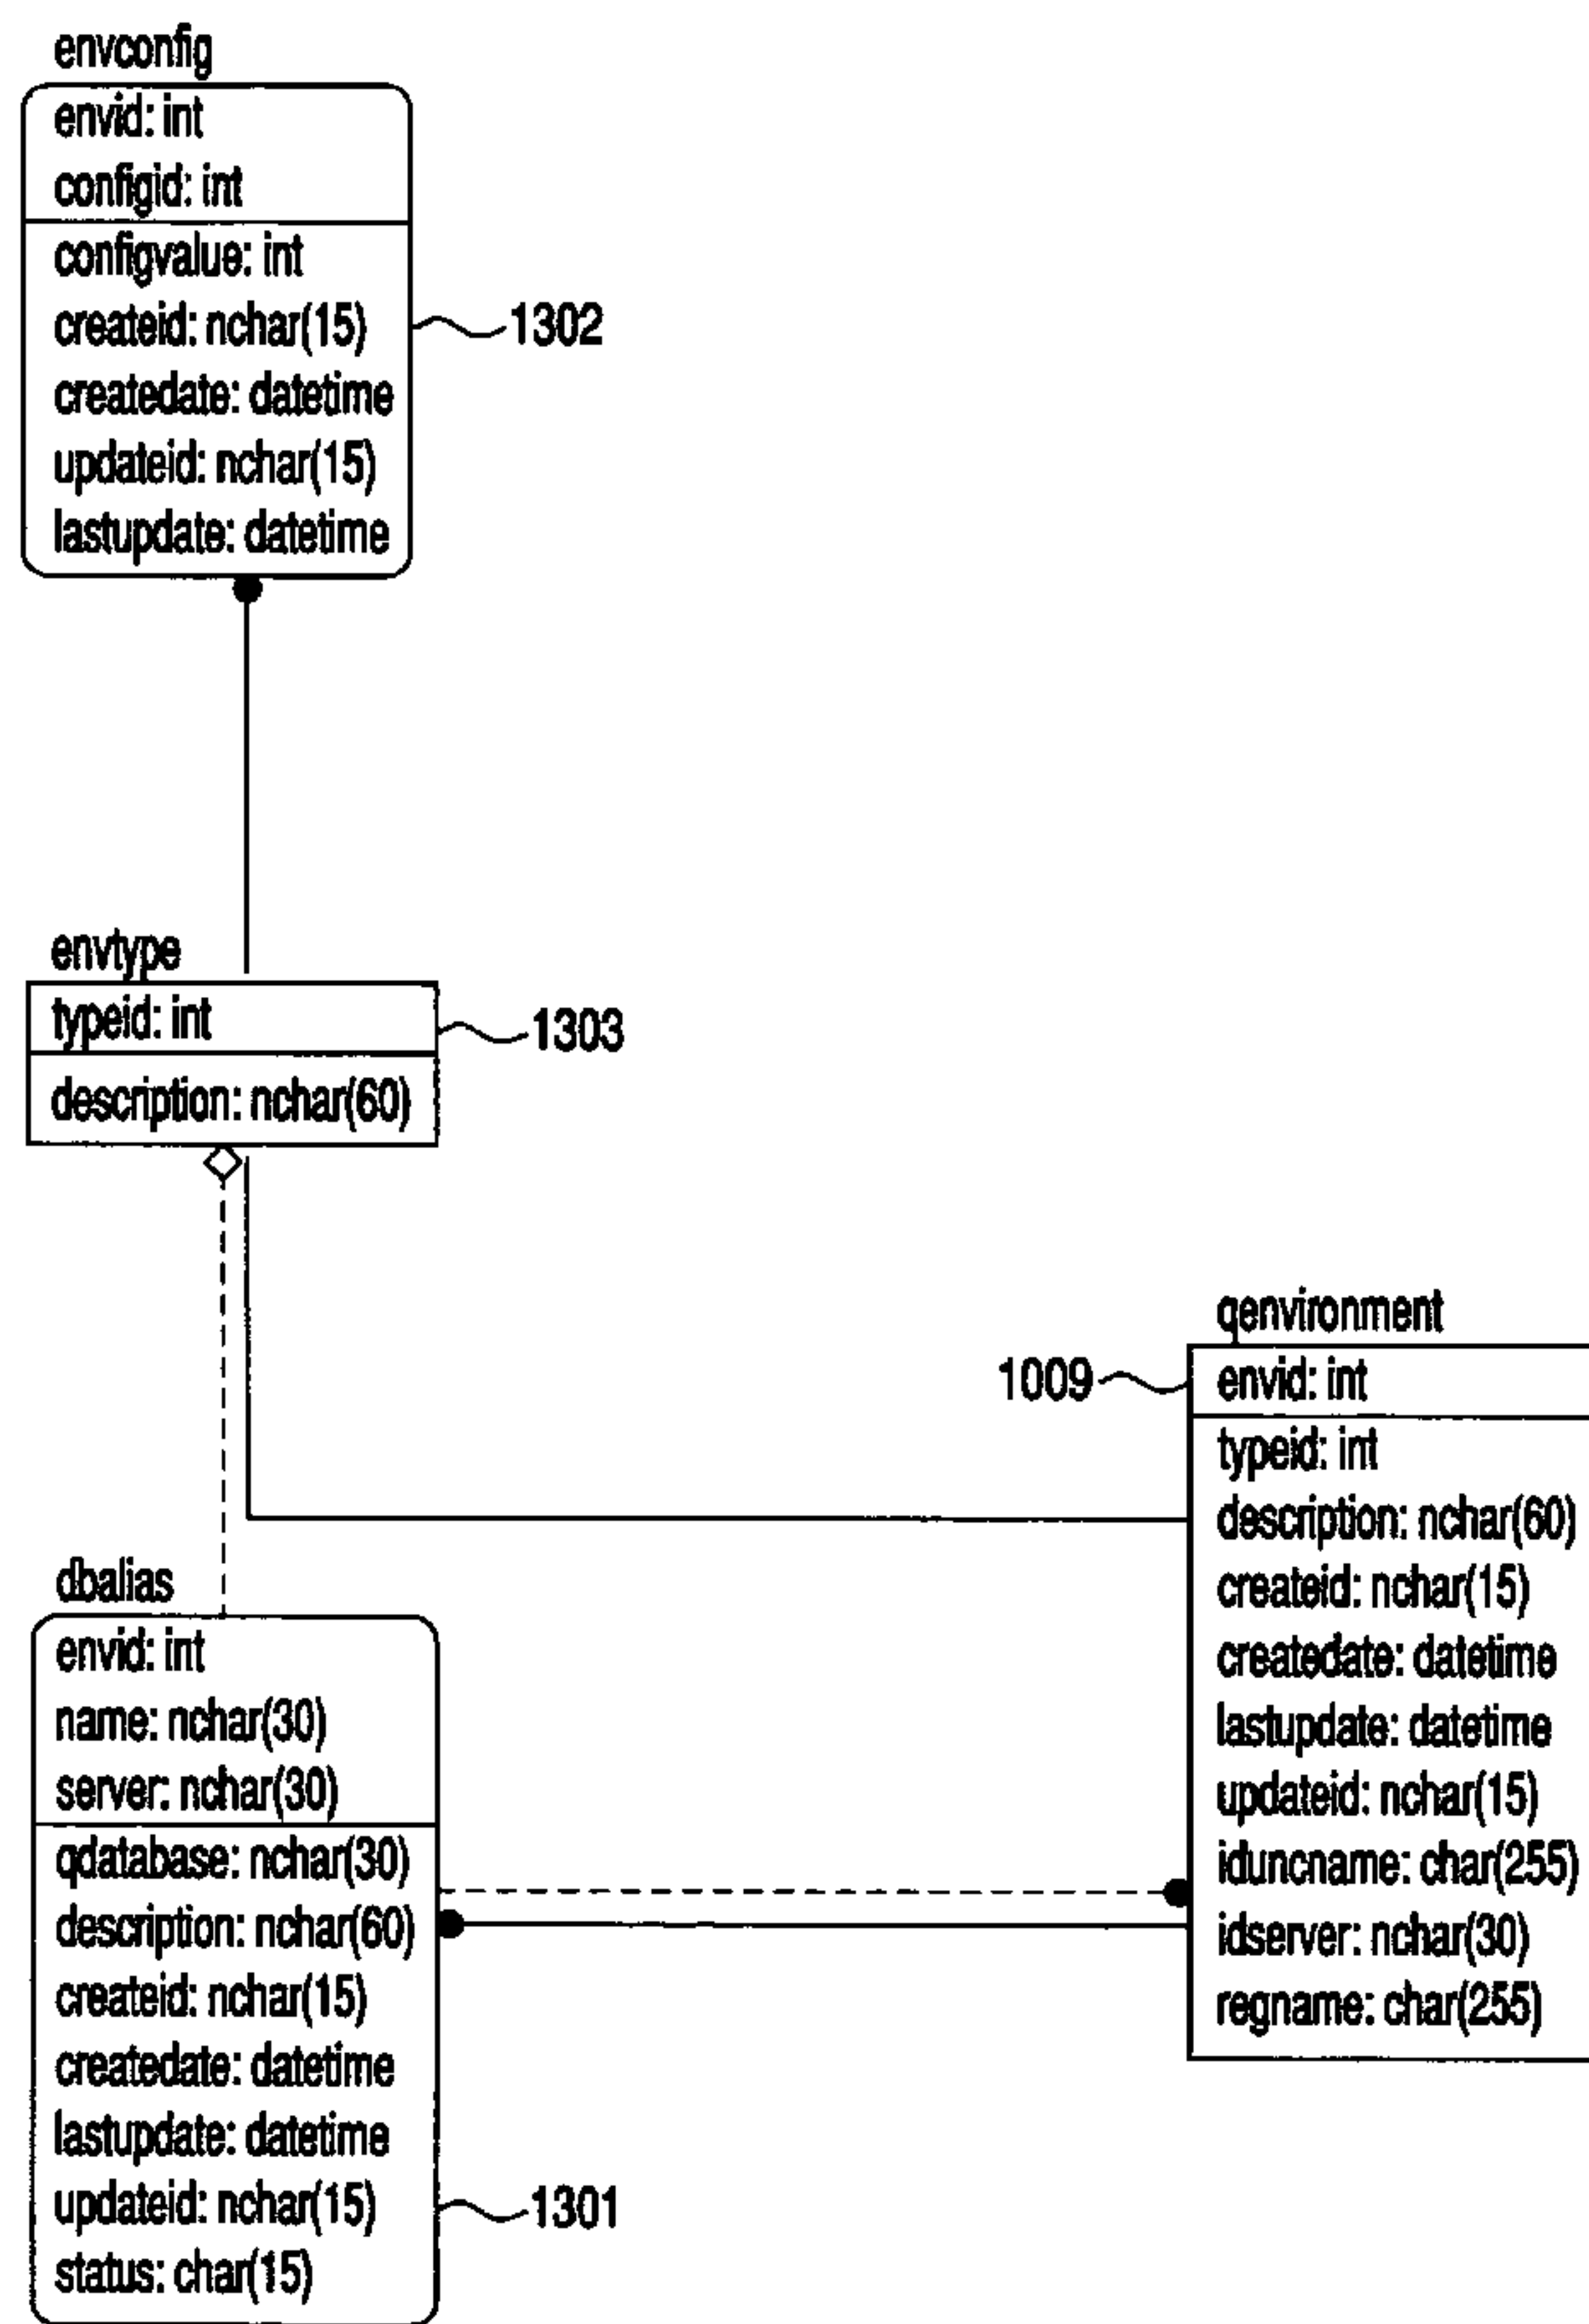 envconfig
envid: int
configid: int
configvalue: int
createid: nchar(15)
1302
createdate: datetime
updateid: nchar(15)
lastupdate: datetime
envtype
typeid: int
1303
description: nchar(60)
qenvironment
1009
envid: int
typeid: int
description: nchar(60)
createid: nchar(15)
createdate: datetime
lastupdate: datetime
updateid: nchar(15)
iduncname: char(255)
idserver: nchar(30)
regname: char(255)
dbalias
envid: int
name: nchar(30)
server: nchar(30)
qdatabase: nchar(30)
description: nchar(60)
createid: nchar(15)
createdate: datetime
lastupdate: datetime
updateid: nchar(15)
1301
status: char(15)